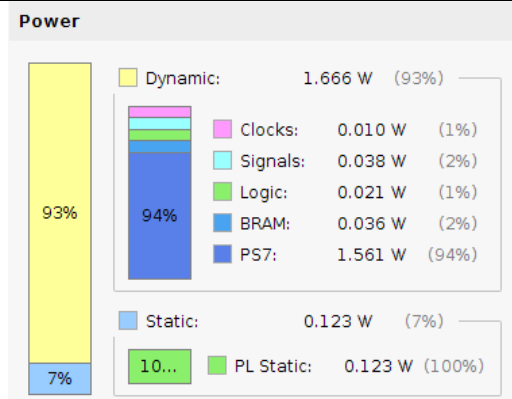 Power
Dynamic: 1.666 W (93%)
Clocks: 0.010 W (1%)
Signals: 0.038 W (2%)
Logic: 0.021 W (1%)
93% 94% BRAM: 0.036 W (2%)
PS7: 1.561 W (94%)
Static: 0.123 W (7%)
7% 10... PL Static: 0.123 W (100%)